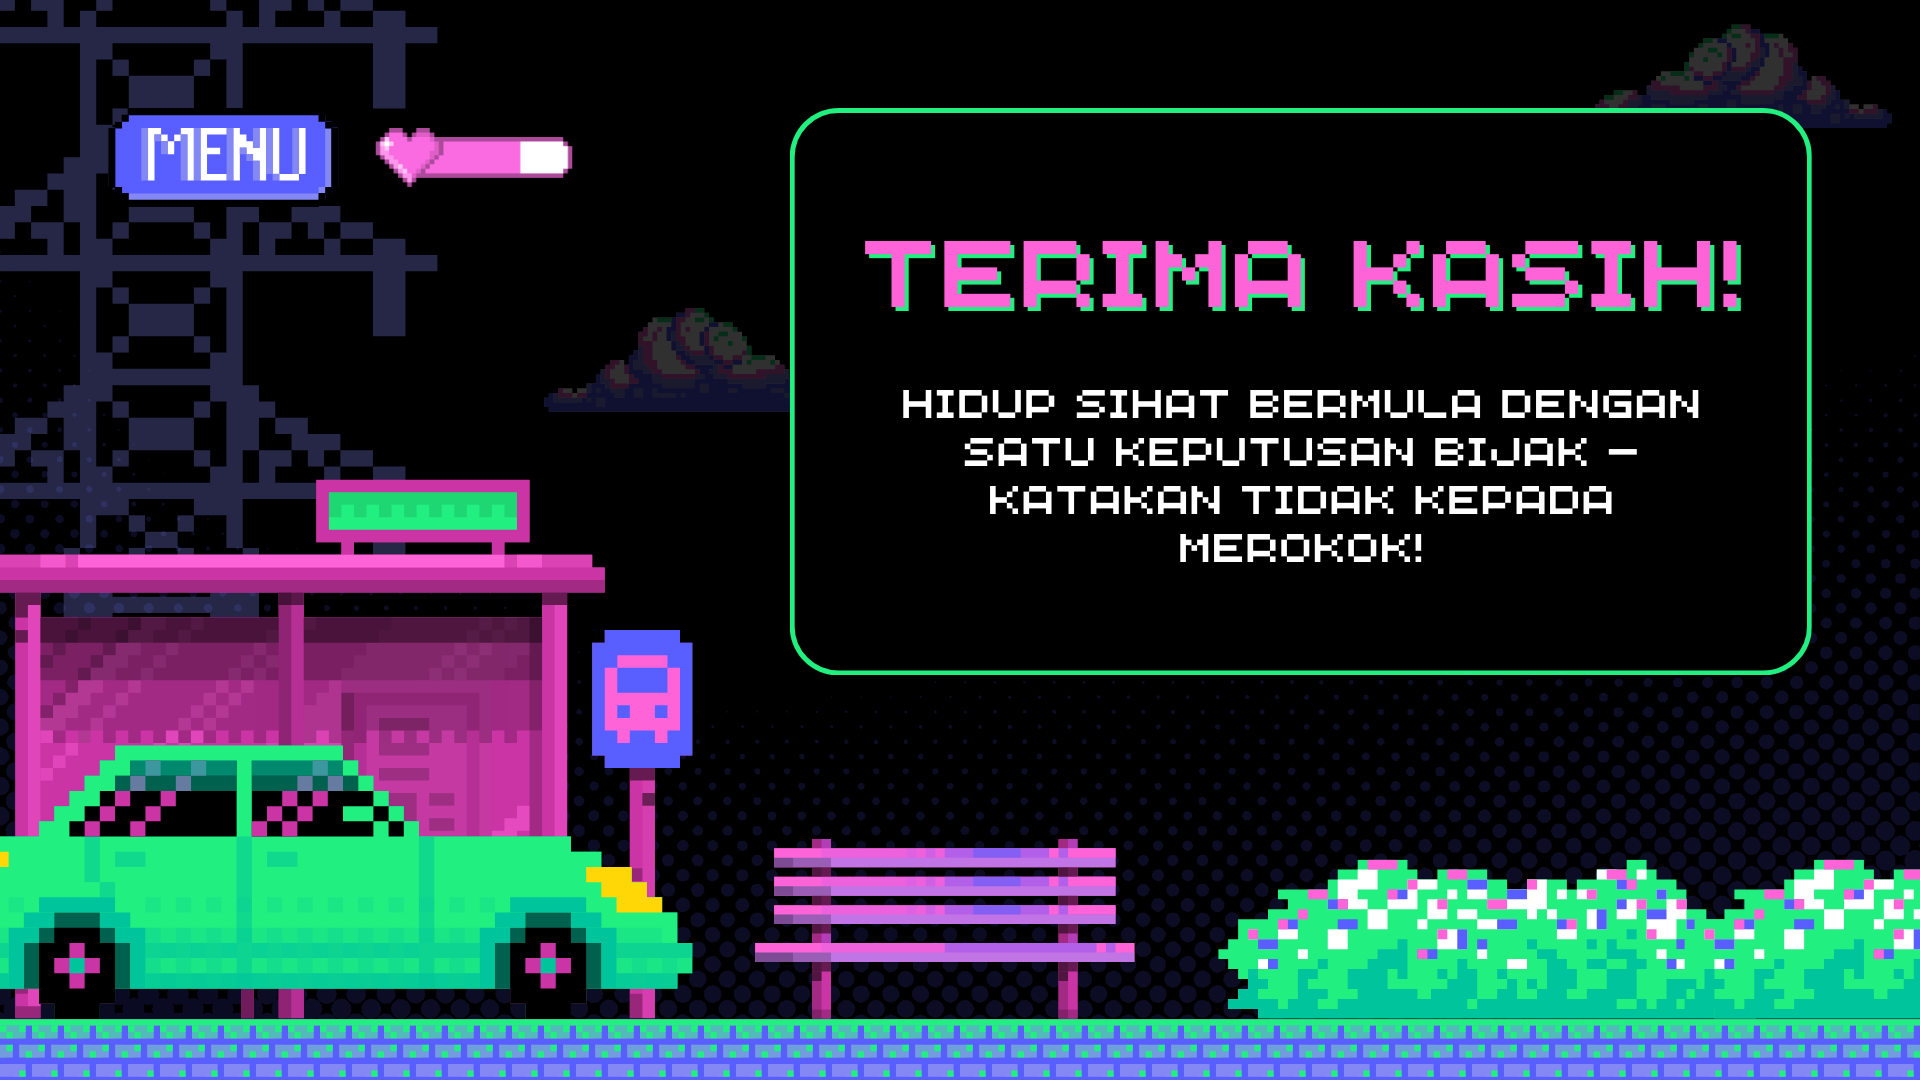 MENU
TERIMA KASIH!
HIDUP SIHAT BERMULA DENGAN
SATU KEPUTUSAN BIJAK –
KATAKAN TIDAK KEPADA
MEROKOK!